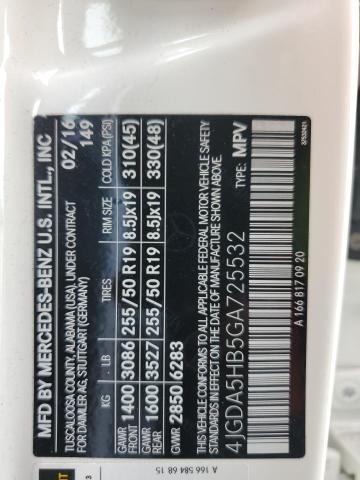 MFD BY MERCEDES-BENZ U.S. INTL., INC
TUSCALOOSA COUNTY, ALABAMA (USA), UNDER CONTRACT 02/16
FOR DAIMLER AG, STUTTGART (GERMANY) 149
KG LB TIRES RIM SIZE COLD KPA (PSI)
GAWR FRONT 1400 3086 255/50 R19 8.5Jx19 310(45)
GAWR REAR 1600 3527 255/50 R19 8.5Jx19 330(48)
GVWR 2850 6283
THIS VEHICLE CONFORMS TO ALL APPLICABLE FEDERAL MOTOR VEHICLE SAFETY
STANDARDS IN EFFECT ON THE DATE OF MANUFACTURE SHOWN ABOVE.
4JGDA5HB5GA725532 TYPE: MPV
A 166 817 09 20
37532421
A 166 584 68 15
3